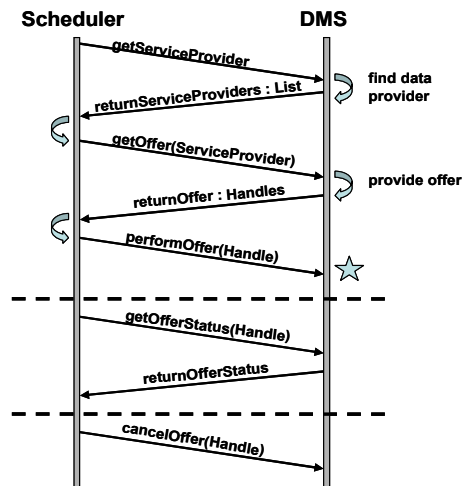 Scheduler
DMS
getServiceProvider
find data
provider
returnServiceProviders : List
getOffer(ServiceProvider)
provide offer
returnOffer : Handles
performOffer(Handle)
getOfferStatus(Handle)
returnOfferStatus
cancelOffer(Handle)